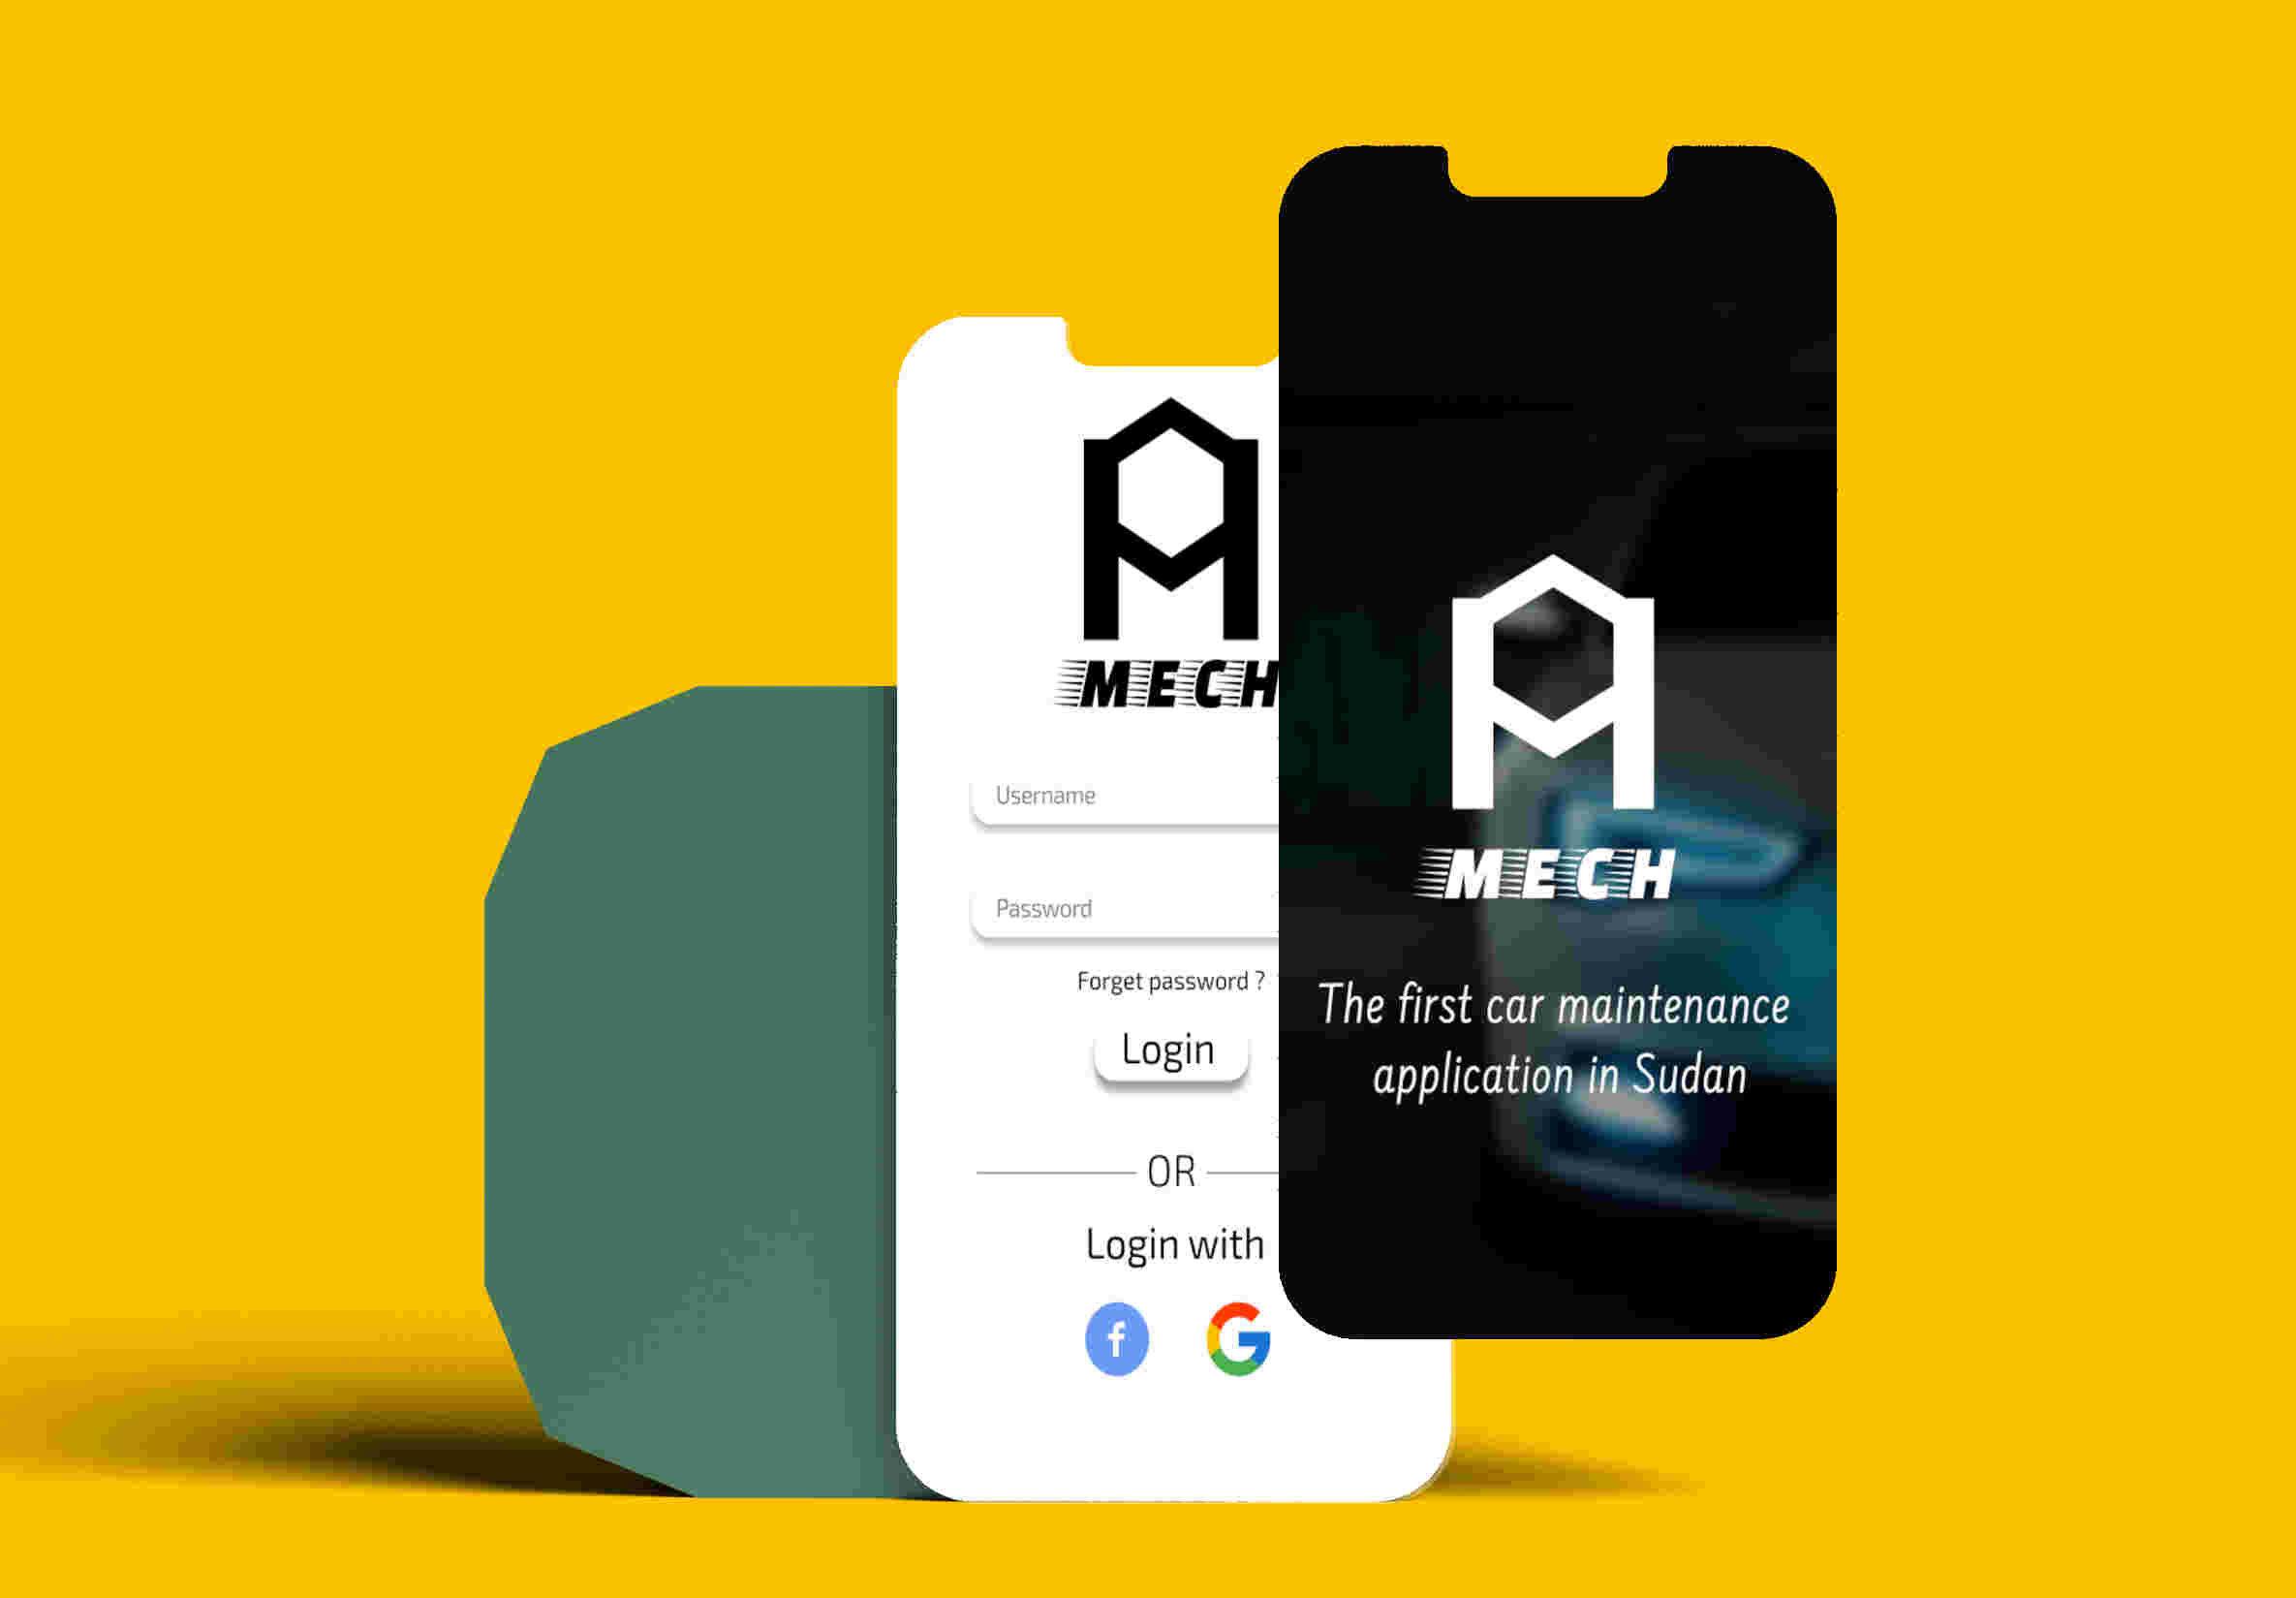 MECH
Username
Password
Forget password ?
Login
OR
Login with
f
G
MECH
The first car maintenance
application in Sudan